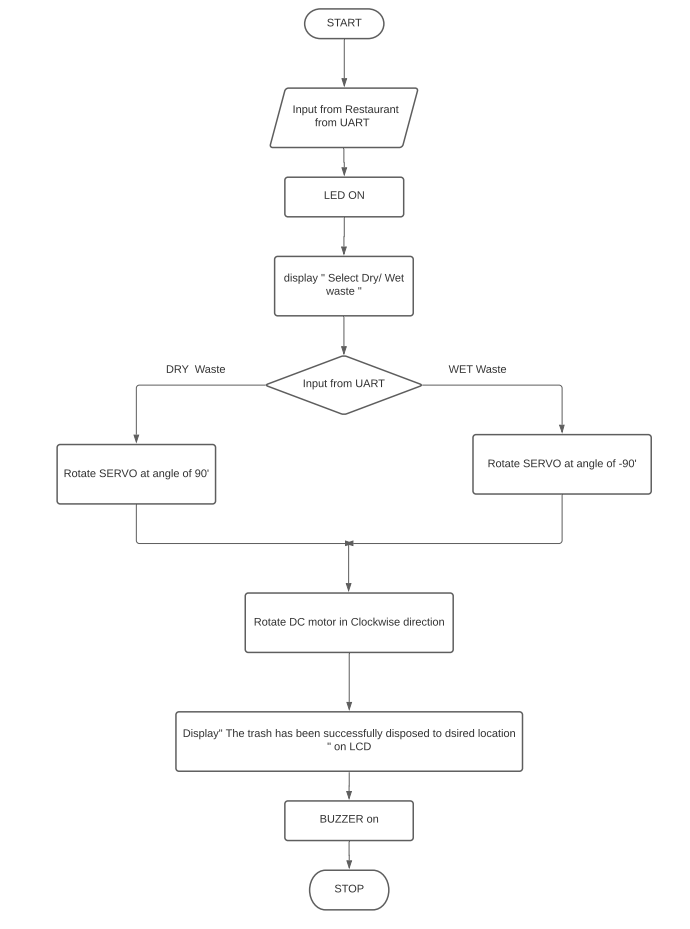 START
Input from Restaurant
from UART
LED ON
display " Select Dry/ Wet
waste "
DRY  Waste
WET Waste
Input from UART
Rotate SERVO at angle of 90'
Rotate SERVO at angle of -90'
Rotate DC motor in Clockwise direction
Display" The trash has been successfully disposed to dsired location
" on LCD
BUZZER on
STOP